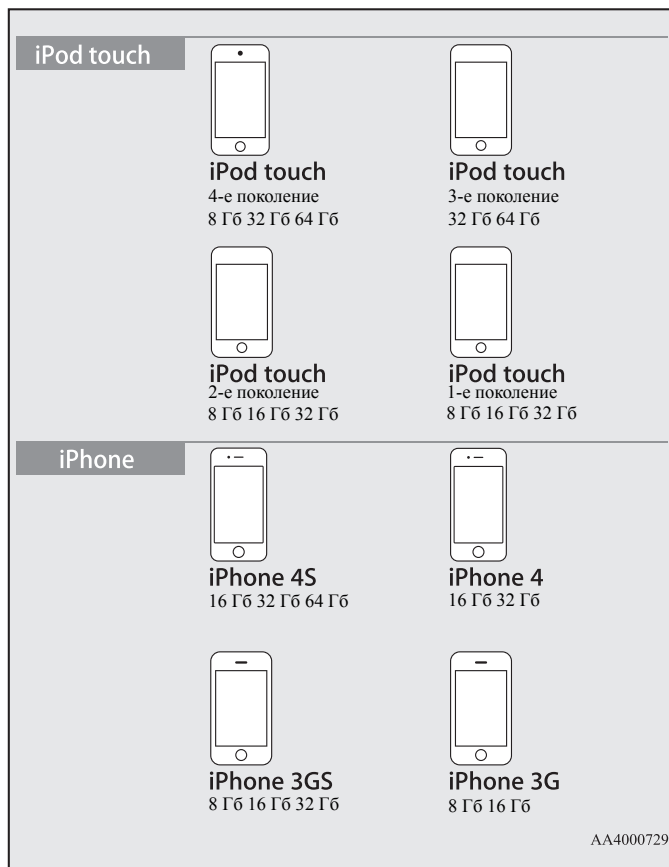 iPod touch
iPod touch
4-е поколение
8 Гб 32 Гб 64 Гб
iPod touch
3-е поколение
32 Гб 64 Гб
iPod touch
2-е поколение
8 Гб 16 Гб 32 Гб
iPod touch
1-е поколение
8 Гб 16 Гб 32 Гб
iPhone
iPhone 4S
16 Гб 32 Гб 64 Гб
iPhone 4
16 Гб 32 Гб
iPhone 3GS
8 Гб 16 Гб 32 Гб
iPhone 3G
8 Гб 16 Гб
AA4000729